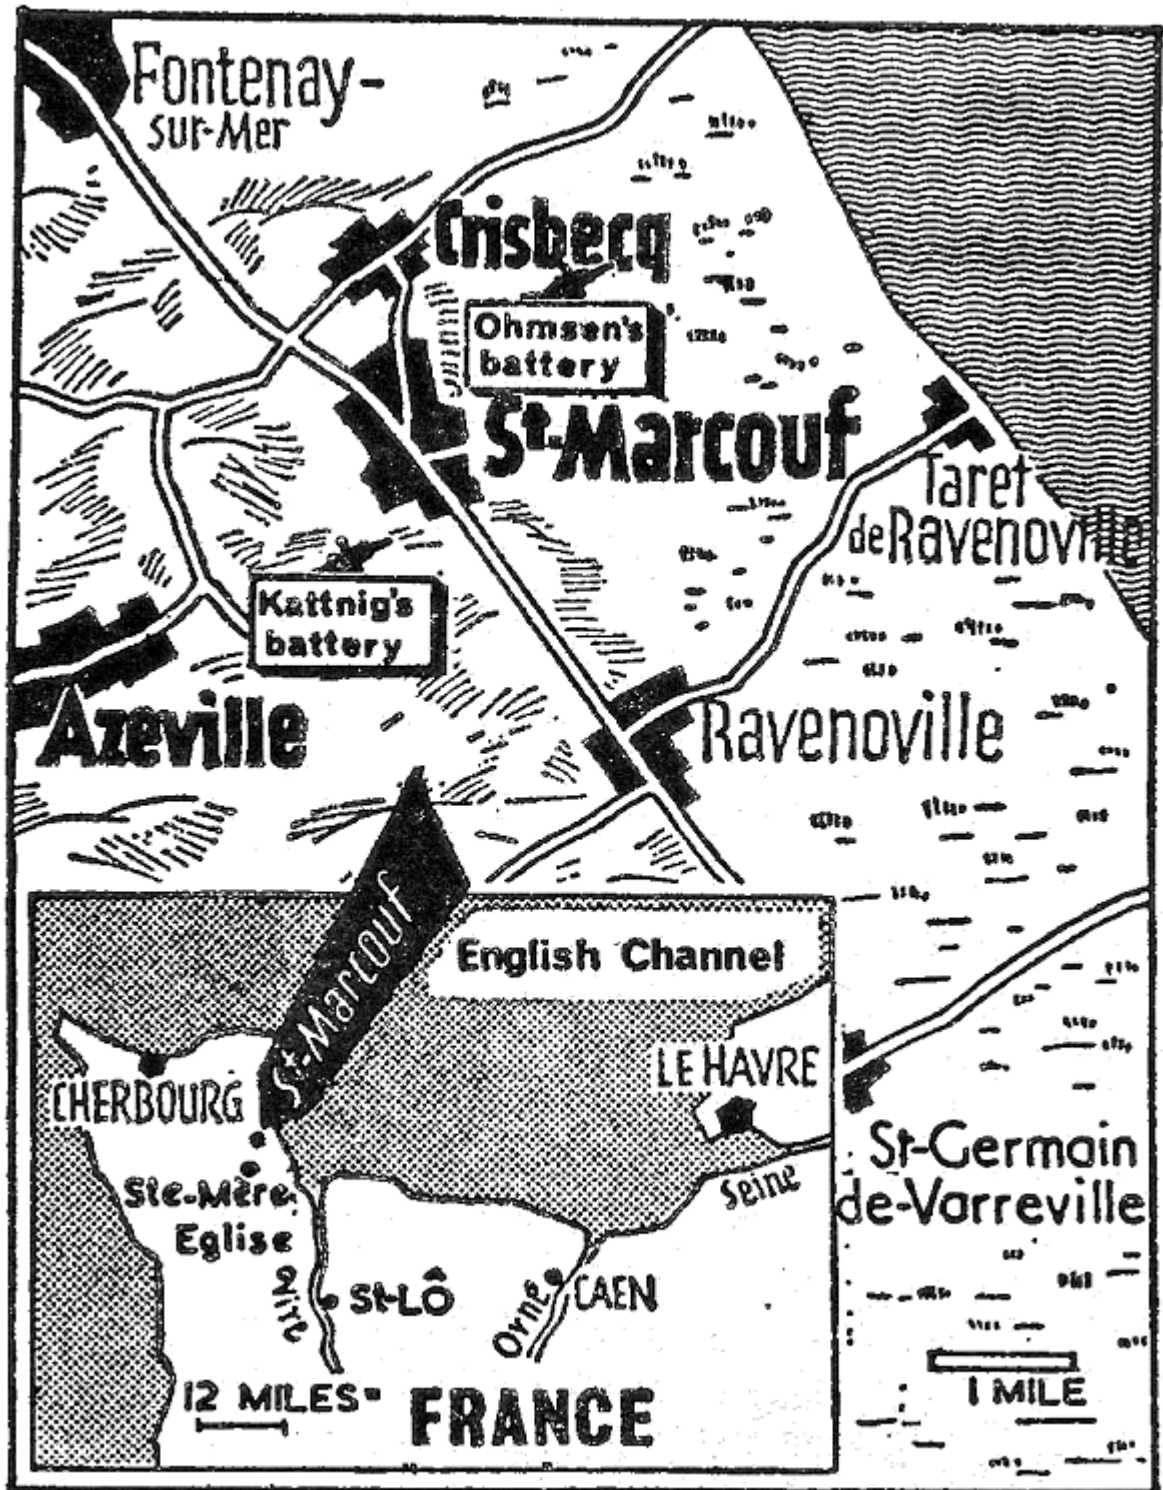 Fontenay-
sur-Mer
Crisbecq
Ohmsen's
battery
St-Marcouf
Taret
de Ravenoville
Kattnig's
battery
Azeville
Ravenoville
St-Marcouf
English Channel
CHERBOURG
LE HAVRE
Seine
Ste-Mère-
Eglise
Vire
St-LÔ
Orne
CAEN
12 MILES
FRANCE
St-Germain
de-Varreville
1 MILE